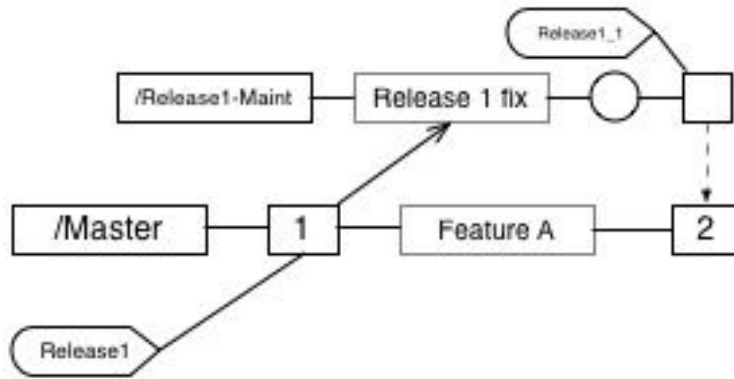 Release1_1
/Release1-Maint
Release 1 fix
/Master
1
Feature A
2
Release1